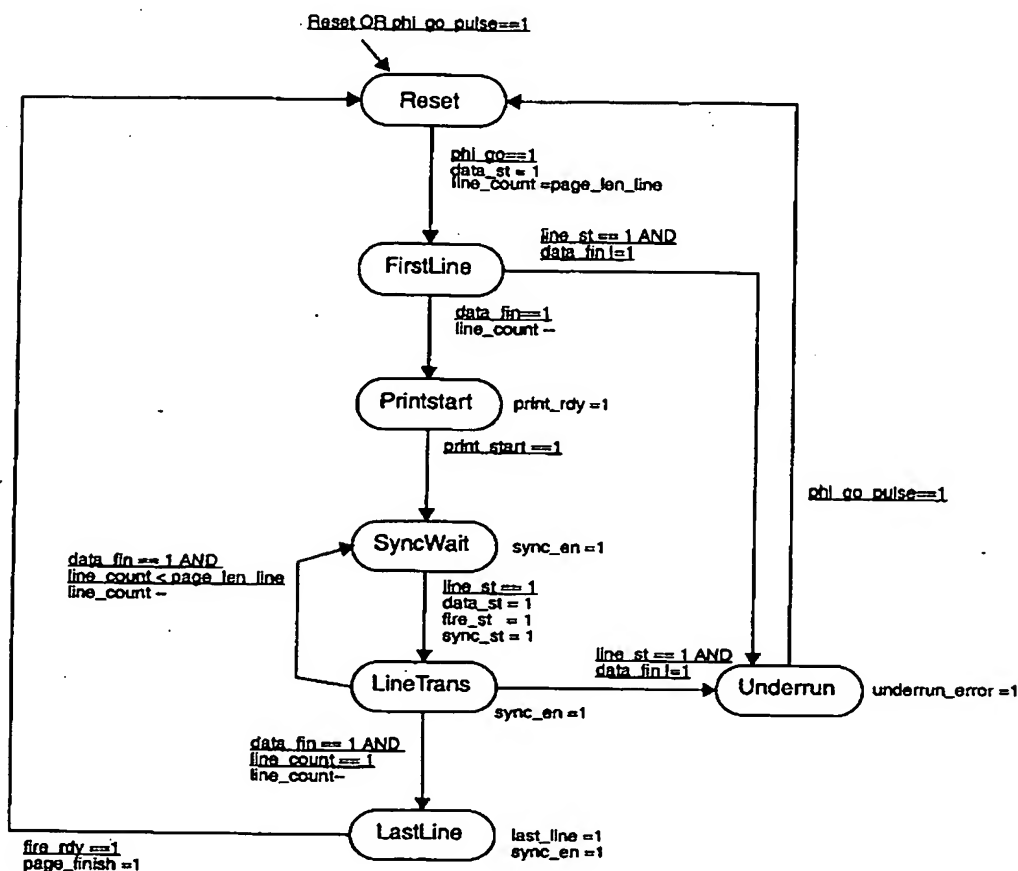 Reset OR phi_go_pulse==1
Reset
phi_go==1
data_st = 1
line_count =page_len_line
line_st == 1 AND
data_fin !=1
FirstLine
data_fin==1
line_count --
Printstart
print_rdy =1
print_start ==1
phi_go_pulse==1
SyncWait
sync_en =1
data_fin == 1 AND
line_count < page_len_line
line_count --
line_st == 1
data_st = 1
fire_st = 1
sync_st = 1
line_st == 1 AND
data_fin !=1
LineTrans
sync_en =1
Underrun
underrun_error =1
data_fin == 1 AND
line_count == 1
line_count--
LastLine
last_line =1
sync_en =1
fire_rdy ==1
page_finish =1